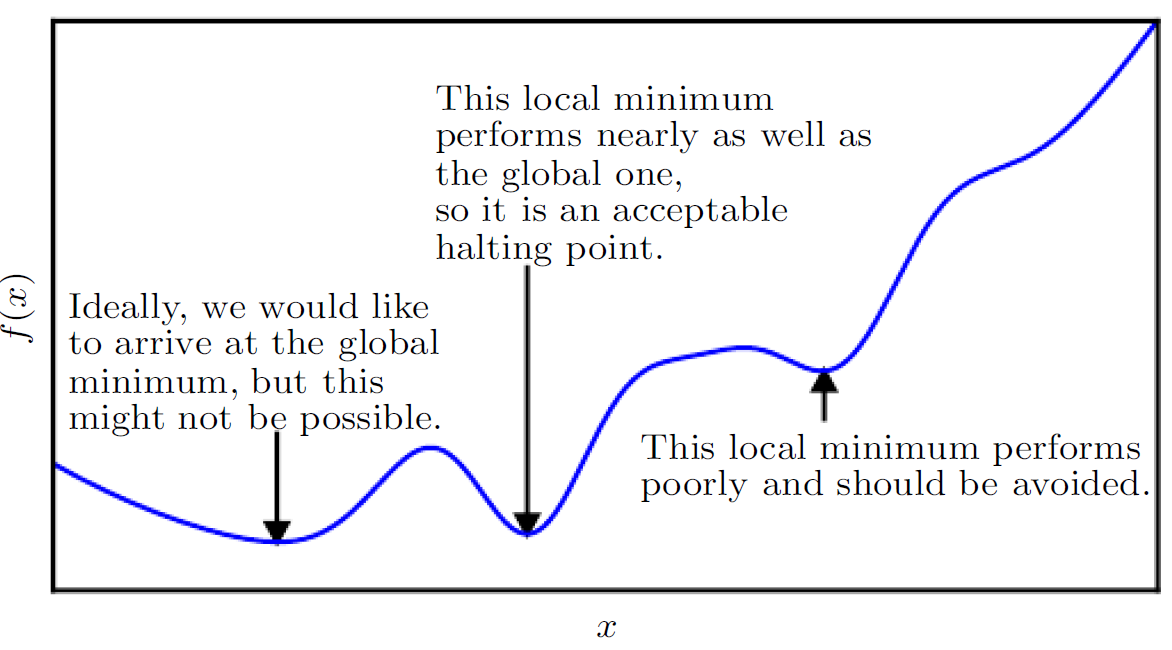 This local minimum
performs nearly as well as
the global one,
so it is an acceptable
halting point.
Ideally, we would like
to arrive at the global
minimum, but this
might not be possible.
This local minimum performs
poorly and should be avoided.
f(x)
x